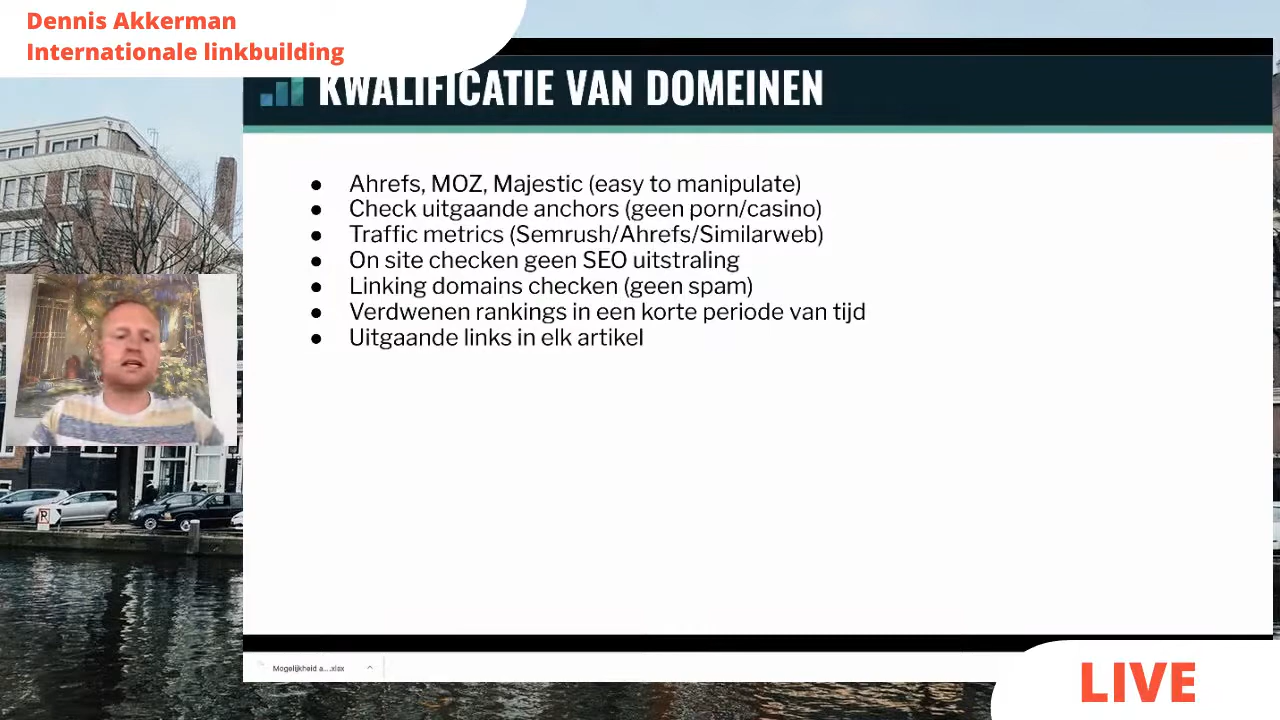 Dennis Akkerman
Internationale linkbuilding
KWALIFICATIE VAN DOMEINEN
● Ahrefs, MOZ, Majestic (easy to manipulate)
● Check uitgaande anchors (geen porn/casino)
● Traffic metrics (Semrush/Ahrefs/Similarweb)
● On site checken geen SEO uitstraling
● Linking domains checken (geen spam)
● Verdwenen rankings in een korte periode van tijd
● Uitgaande links in elk artikel
Mogelijkheid a....xlsx
LIVE